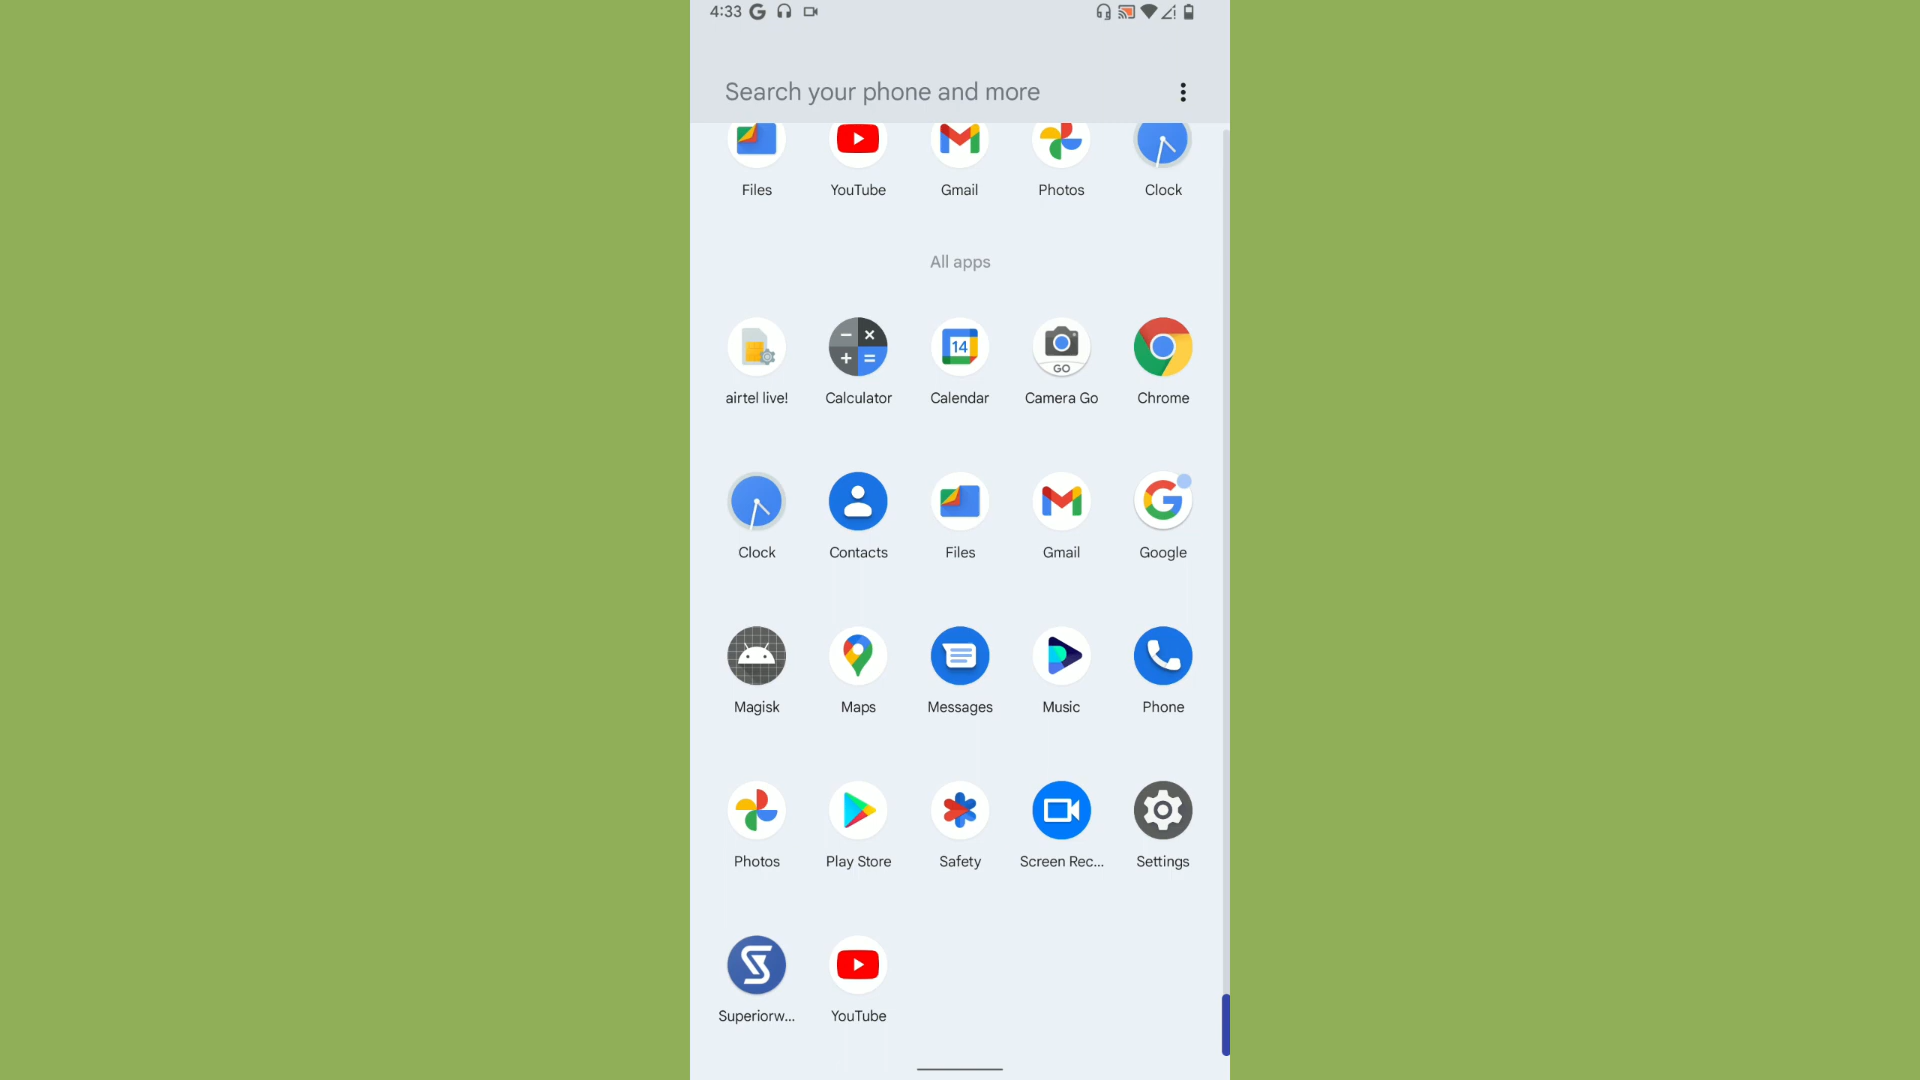 4:33
Search your phone and more
Files YouTube Gmail Photos Clock
All apps
14
GO
airtel live! Calculator Calendar Camera Go Chrome
Clock Contacts Files Gmail Google
Magisk Maps Messages Music Phone
Photos Play Store Safety Screen Rec... Settings
Superiorw... YouTube